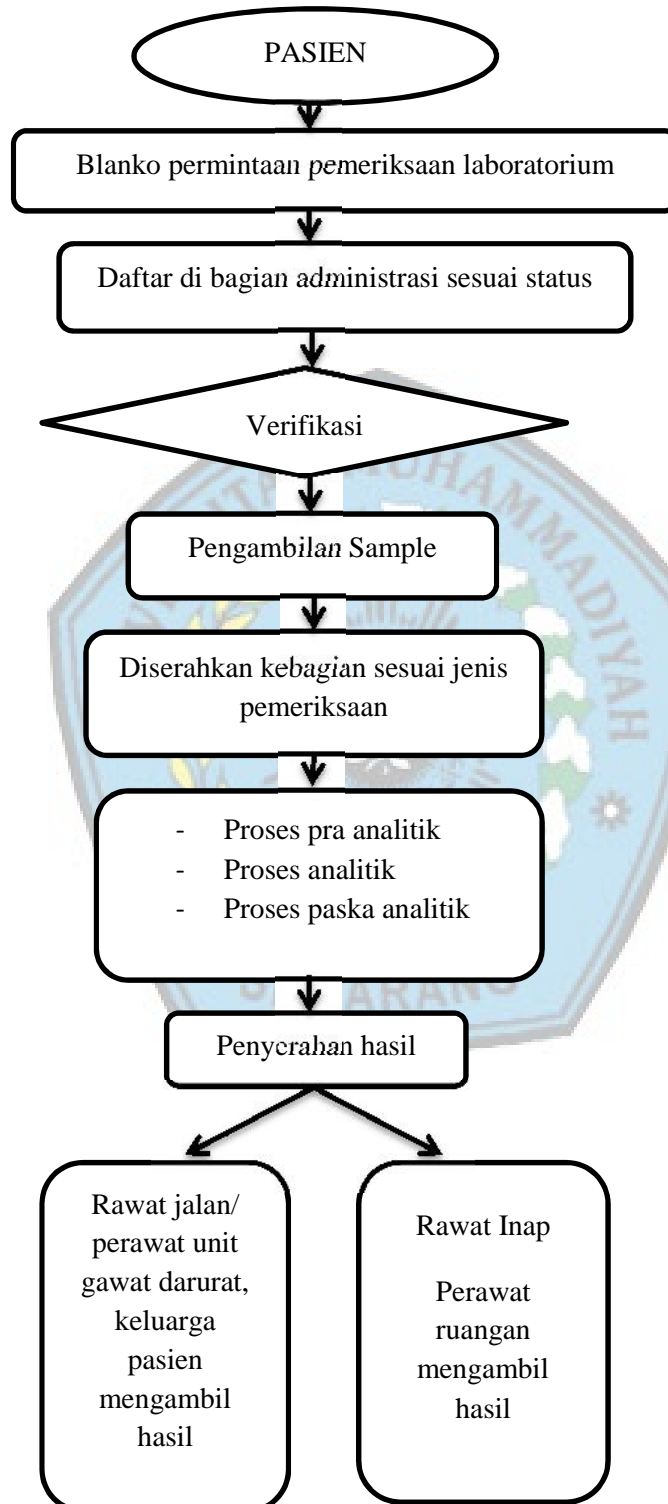 PASIEN
Blanko permintaan pemeriksaan laboratorium
Daftar di bagian administrasi sesuai status
Verifikasi
Pengambilan Sample
Diserahkan kebagian sesuai jenis
pemeriksaan
- Proses pra analitik
- Proses analitik
- Proses paska analitik
Penyerahan hasil
Rawat jalan/
perawat unit
gawat darurat,
keluarga
pasien
mengambil
hasil
Rawat Inap
Perawat
ruangan
mengambil
hasil
MUHAMMADIYAH